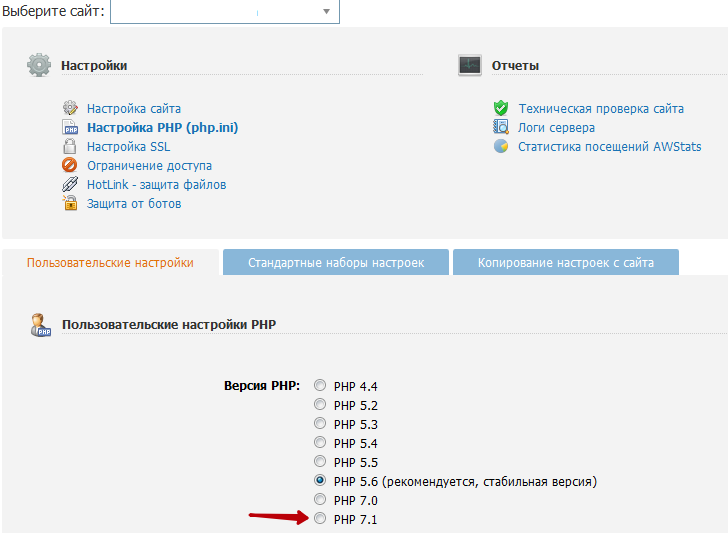 Выберите сайт:
Настройки
Отчеты
Настройка сайта
Техническая проверка сайта
PHP Настройка PHP (php.ini)
Логи сервера
Настройка SSL
Статистика посещений AWStats
Ограничение доступа
HotLink - защита файлов
Защита от ботов
Пользовательские настройки
Стандартные наборы настроек
Копирование настроек с сайта
PHP Пользовательские настройки PHP
Версия PHP:
PHP 4.4
PHP 5.2
PHP 5.3
PHP 5.4
PHP 5.5
PHP 5.6 (рекомендуется, стабильная версия)
PHP 7.0
PHP 7.1